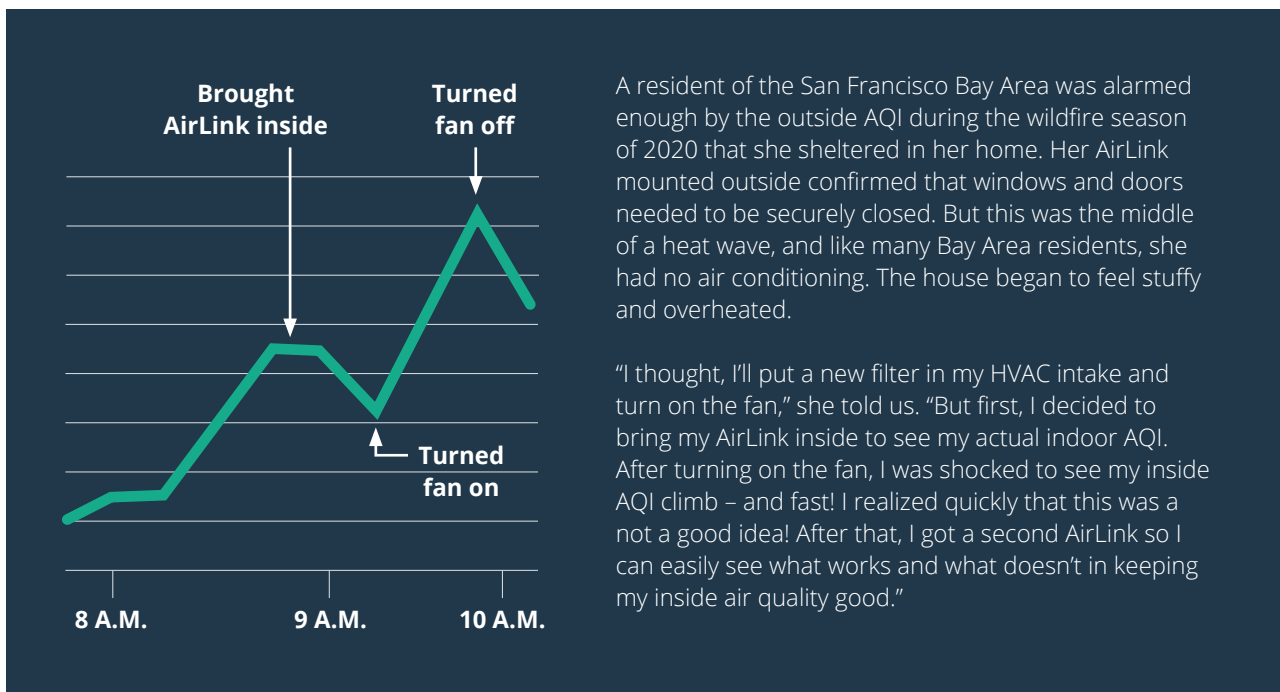 Brought
AirLink inside
Turned
fan off
Turned
fan on
8 A.M.
9 A.M.
10 A.M.
A resident of the San Francisco Bay Area was alarmed
enough by the outside AQI during the wildfire season
of 2020 that she sheltered in her home. Her AirLink
mounted outside confirmed that windows and doors
needed to be securely closed. But this was the middle
of a heat wave, and like many Bay Area residents, she
had no air conditioning. The house began to feel stuffy
and overheated.
“I thought, I’ll put a new filter in my HVAC intake and
turn on the fan,” she told us. “But first, I decided to
bring my AirLink inside to see my actual indoor AQI.
After turning on the fan, I was shocked to see my inside
AQI climb – and fast! I realized quickly that this was a
not a good idea! After that, I got a second AirLink so I
can easily see what works and what doesn’t in keeping
my inside air quality good.”